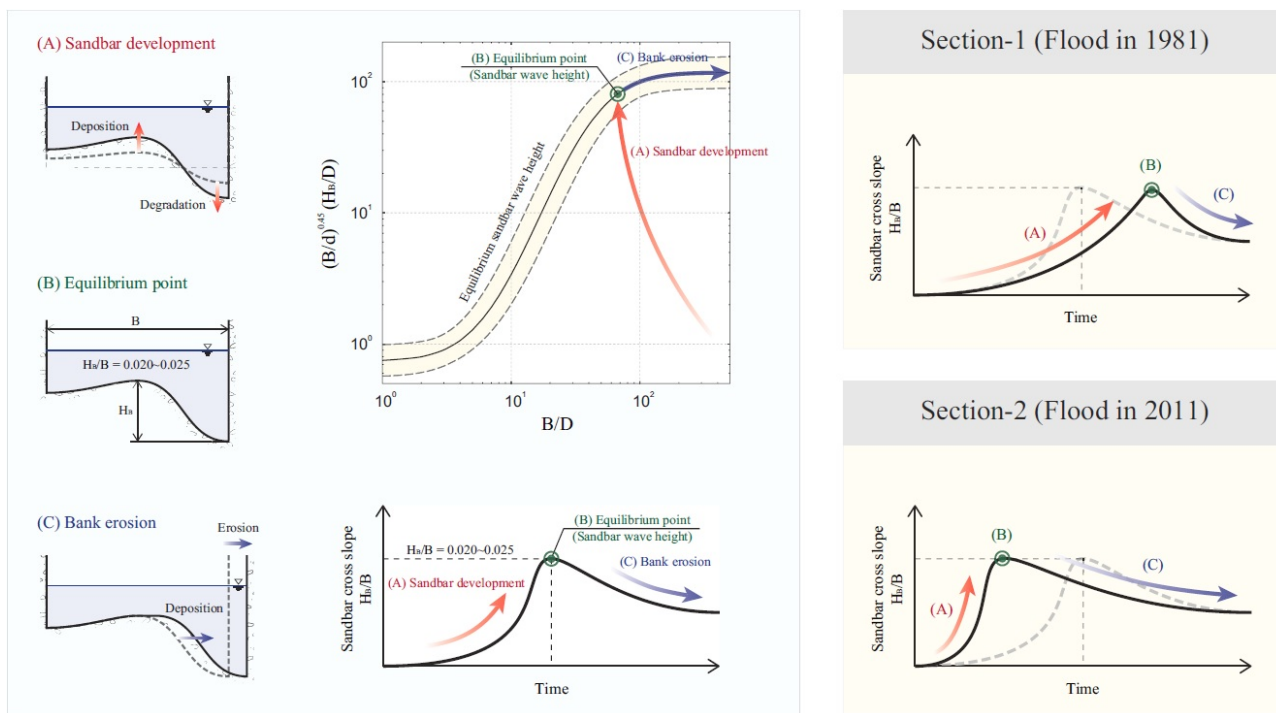 (A) Sandbar development
Deposition
Degradation
(B) Equilibrium point
B
H_B/B = 0.020~0.025
H_B
(C) Bank erosion
Erosion
Deposition
(B/d)^0.45 (H_B/D)
10^2
10^1
10^0
10^0
10^1
10^2
B/D
(B) Equilibrium point
(Sandbar wave height)
(C) Bank erosion
(A) Sandbar development
Equilibrium sandbar wave height
Sandbar cross slope
H_B/B
H_B/B = 0.020~0.025
(B) Equilibrium point
(Sandbar wave height)
(A) Sandbar development
(C) Bank erosion
Time
Section-1 (Flood in 1981)
Sandbar cross slope
H_B/B
(A)
(B)
(C)
Time
Section-2 (Flood in 2011)
Sandbar cross slope
H_B/B
(A)
(B)
(C)
Time